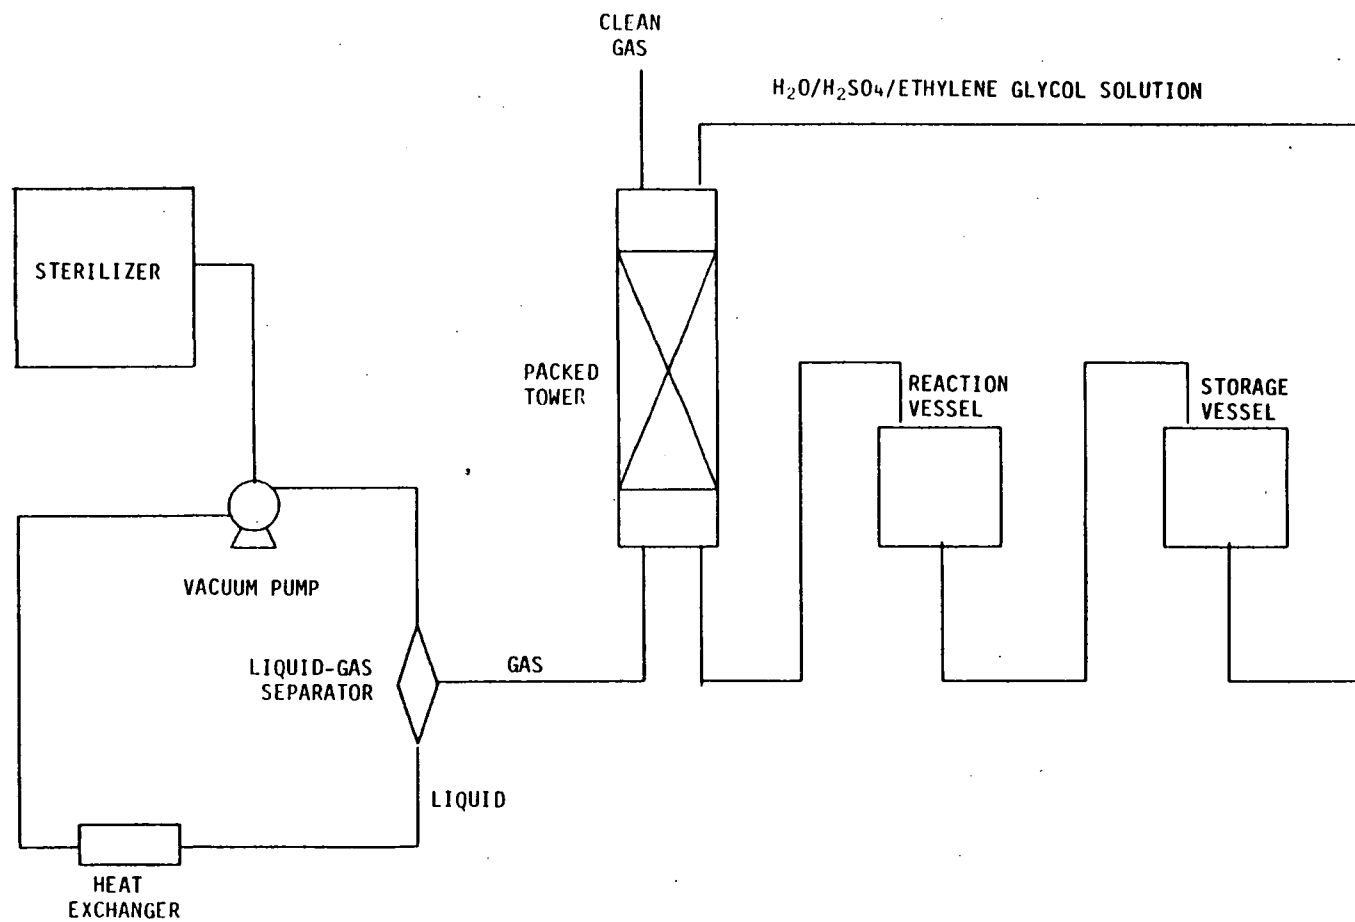 CLEAN
GAS
H₂O/H₂SO₄/ETHYLENE GLYCOL SOLUTION
STERILIZER
PACKED
TOWER
REACTION
VESSEL
STORAGE
VESSEL
VACUUM PUMP
LIQUID-GAS
SEPARATOR
GAS
LIQUID
HEAT
EXCHANGER